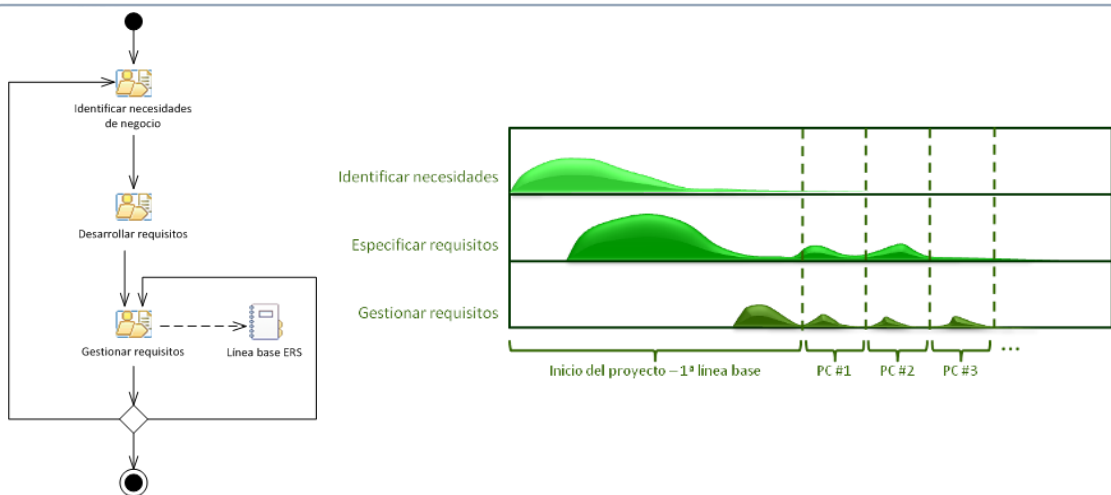 Identificar necesidades
de negocio
Desarrollar requisitos
Gestionar requisitos
Línea base ERS
Identificar necesidades
Especificar requisitos
Gestionar requisitos
Inicio del proyecto – 1ª línea base
PC #1
PC #2
PC #3
...